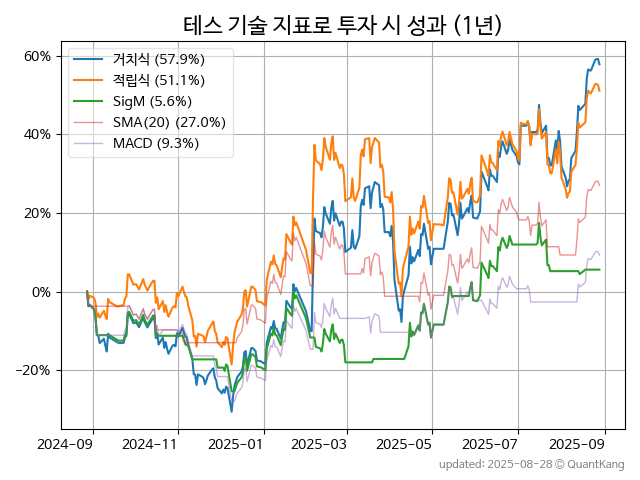 테스 기술 지표로 투자 시 성과 (1년)
거치식 (57.9%)
적립식 (51.1%)
SigM (5.6%)
SMA(20) (27.0%)
MACD (9.3%)
60%
40%
20%
0%
−20%
2024-09
2024-11
2025-01
2025-03
2025-05
2025-07
2025-09
updated: 2025-08-28 © QuantKang